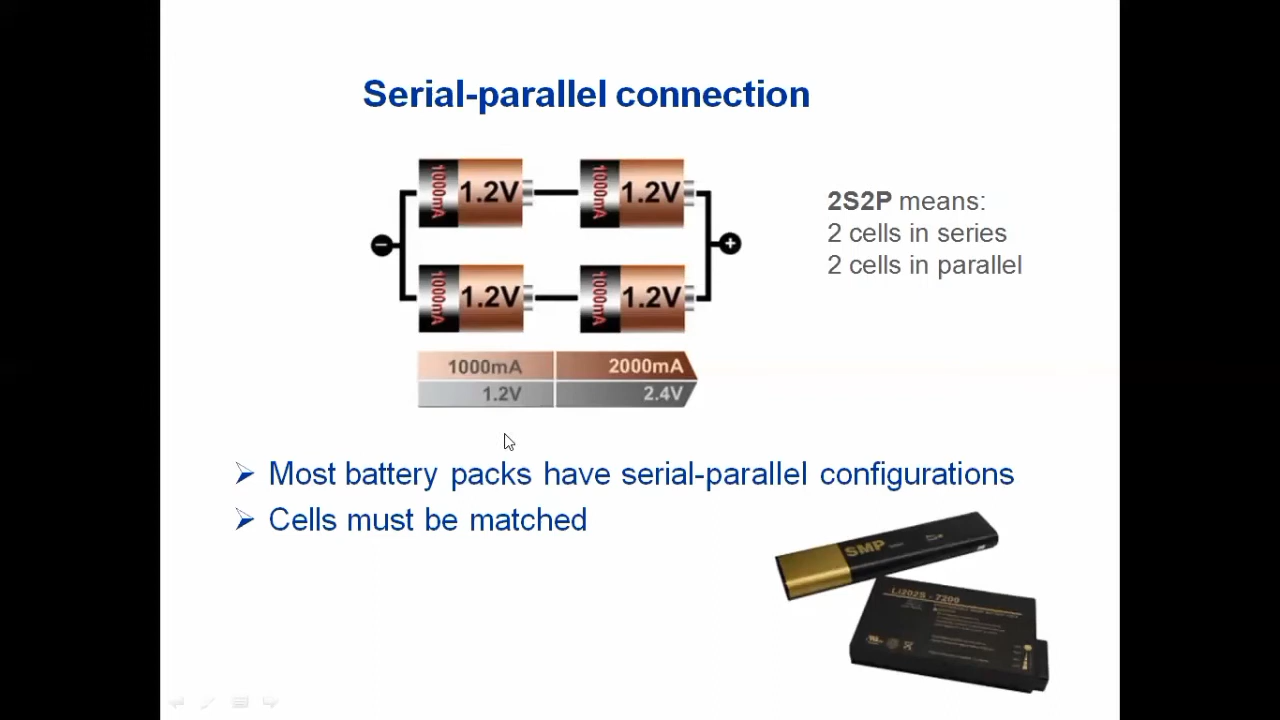 Serial-parallel connection
1000mA 1.2V 1000mA 1.2V
2S2P means:
2 cells in series
2 cells in parallel
− +
1000mA 1.2V 1000mA 1.2V
1000mA 2000mA
1.2V 2.4V
Most battery packs have serial-parallel configurations
Cells must be matched
SMP
Li202S - 7200